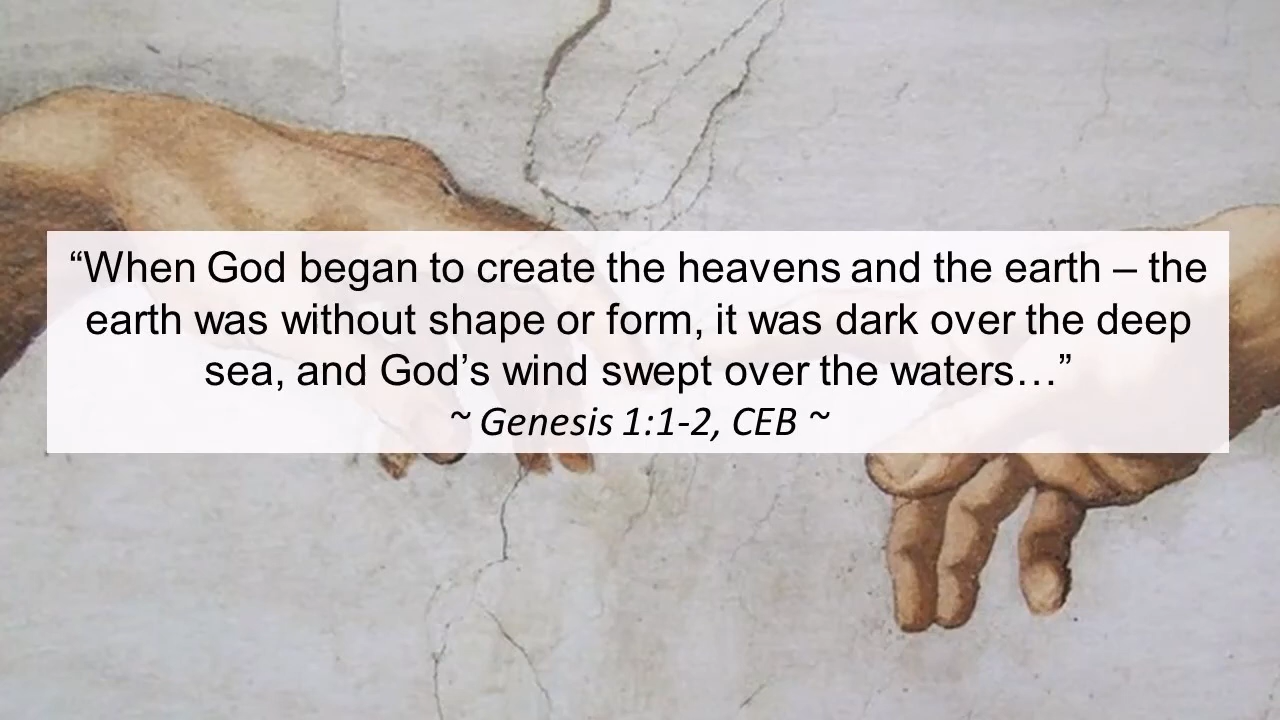 “When God began to create the heavens and the earth – the
earth was without shape or form, it was dark over the deep
sea, and God’s wind swept over the waters…”
~ Genesis 1:1-2, CEB ~